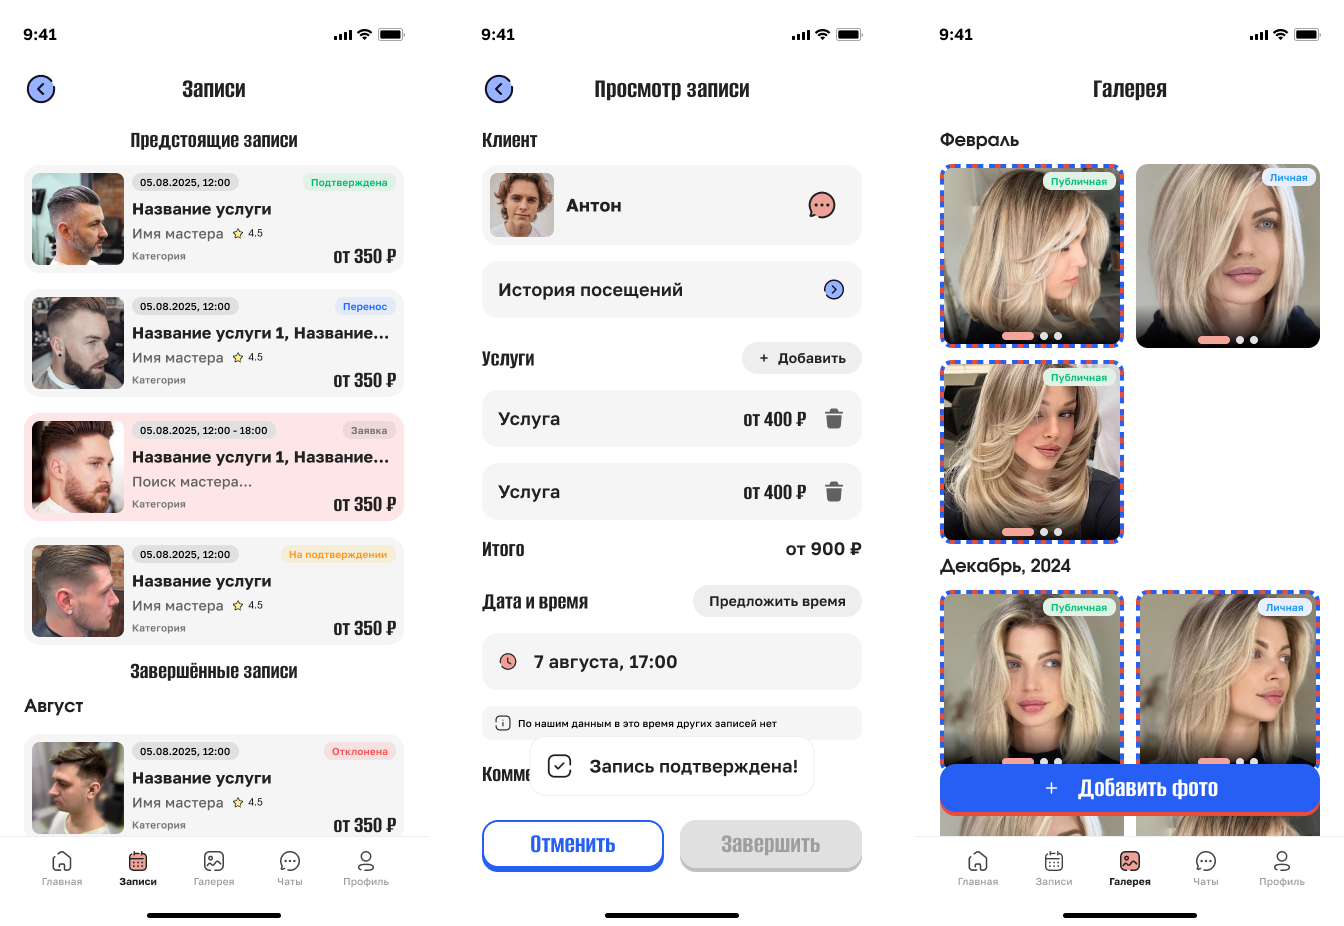 9:41
Записи
Предстоящие записи
05.08.2025, 12:00
Подтверждена
Название услуги
Имя мастера 4.5
Категория
от 350 ₽
05.08.2025, 12:00
Перенос
Название услуги 1, Название...
Имя мастера 4.5
Категория
от 350 ₽
05.08.2025, 12:00 - 18:00
Заявка
Название услуги 1, Название...
Поиск мастера...
Категория
от 350 ₽
05.08.2025, 12:00
На подтверждении
Название услуги
Имя мастера 4.5
Категория
от 350 ₽
Завершённые записи
Август
05.08.2025, 12:00
Отклонена
Название услуги
Имя мастера 4.5
Категория
от 350 ₽
Главная
Записи
Галерея
Чаты
Профиль
9:41
Просмотр записи
Клиент
Антон
История посещений
Услуги
+ Добавить
Услуга
от 400 ₽
Услуга
от 400 ₽
Итого
от 900 ₽
Дата и время
Предложить время
7 августа, 17:00
По нашим данным в это время других записей нет
Комме
Запись подтверждена!
Отменить
Завершить
9:41
Галерея
Февраль
Публичная
Личная
Публичная
Декабрь, 2024
Публичная
Личная
+ Добавить фото
Главная
Записи
Галерея
Чаты
Профиль